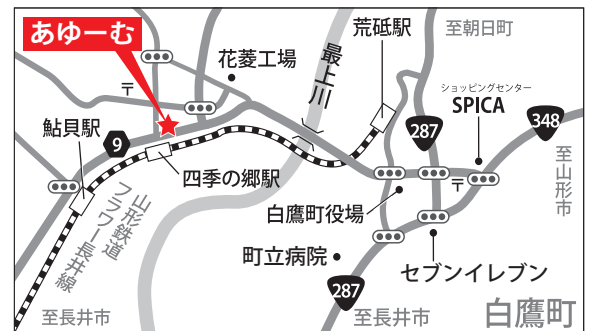 あゆーむ
荒砥駅
至朝日町
花菱工場
最上川
ショッピングセンター
SPICA
〒
鮎貝駅
9
287
348
四季の郷駅
至山形市
〒
白鷹町役場
山形鉄道
フラワー長井線
町立病院
セブンイレブン
287
至長井市
至長井市
白鷹町